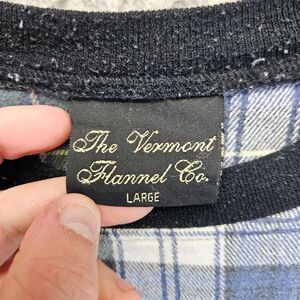 The Vermont
Flannel Co.
LARGE